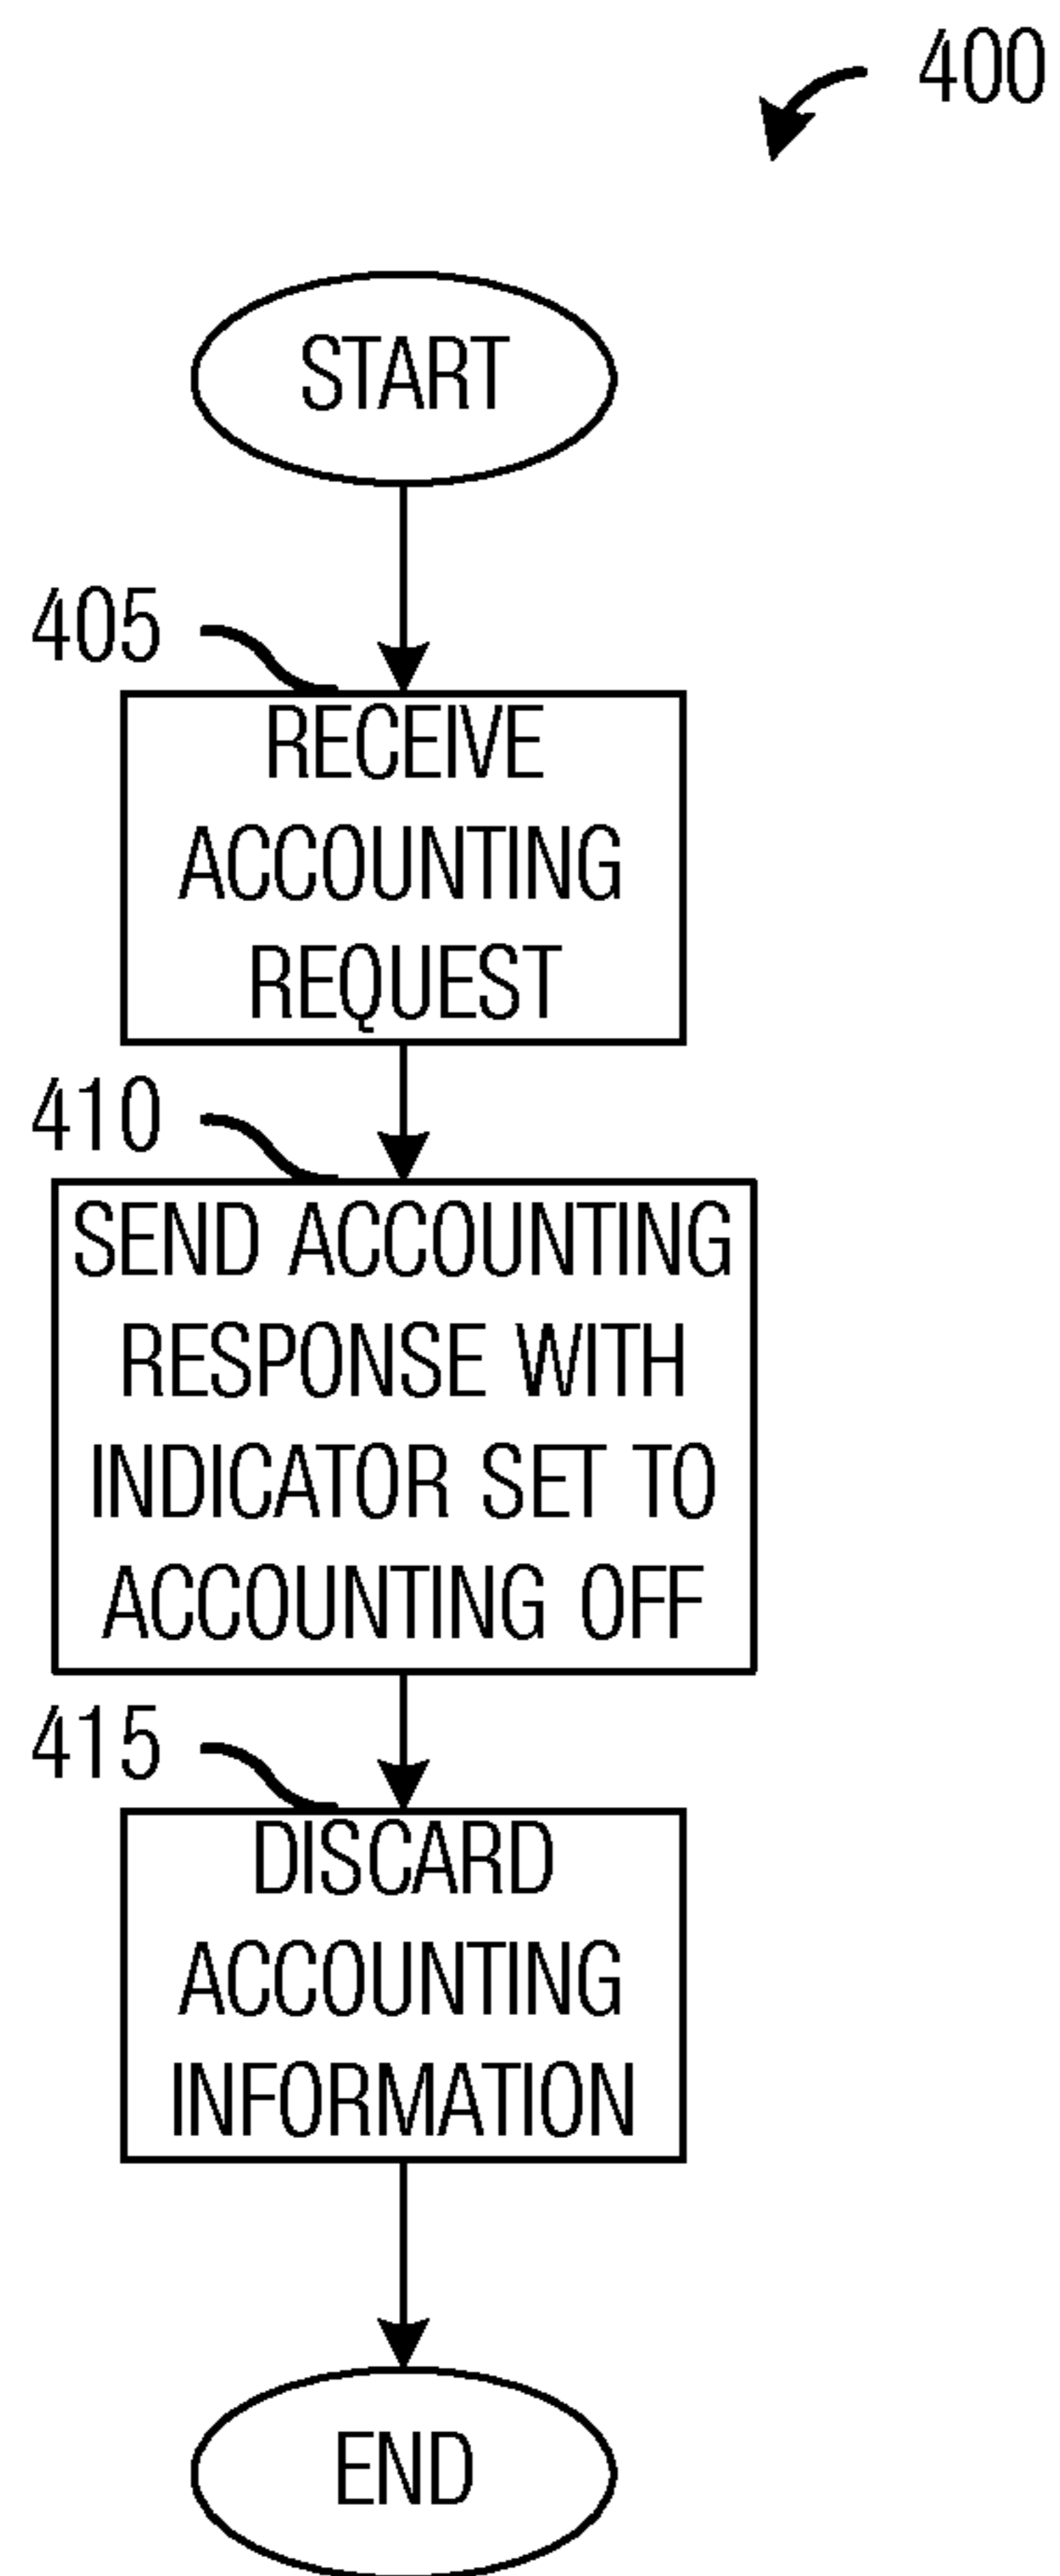 400
START
405
RECEIVE
ACCOUNTING
REQUEST
410
SEND ACCOUNTING
RESPONSE WITH
INDICATOR SET TO
ACCOUNTING OFF
415
DISCARD
ACCOUNTING
INFORMATION
END